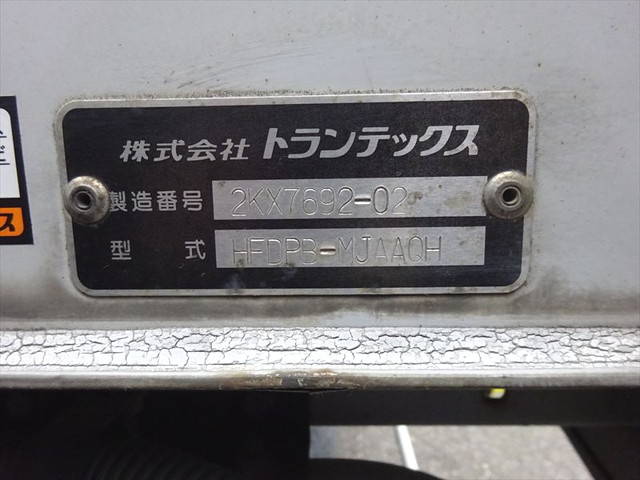 株式会社 トランテックス
製造番号 2KX7692-02
型式 HFDPB-MJAAQH
ス